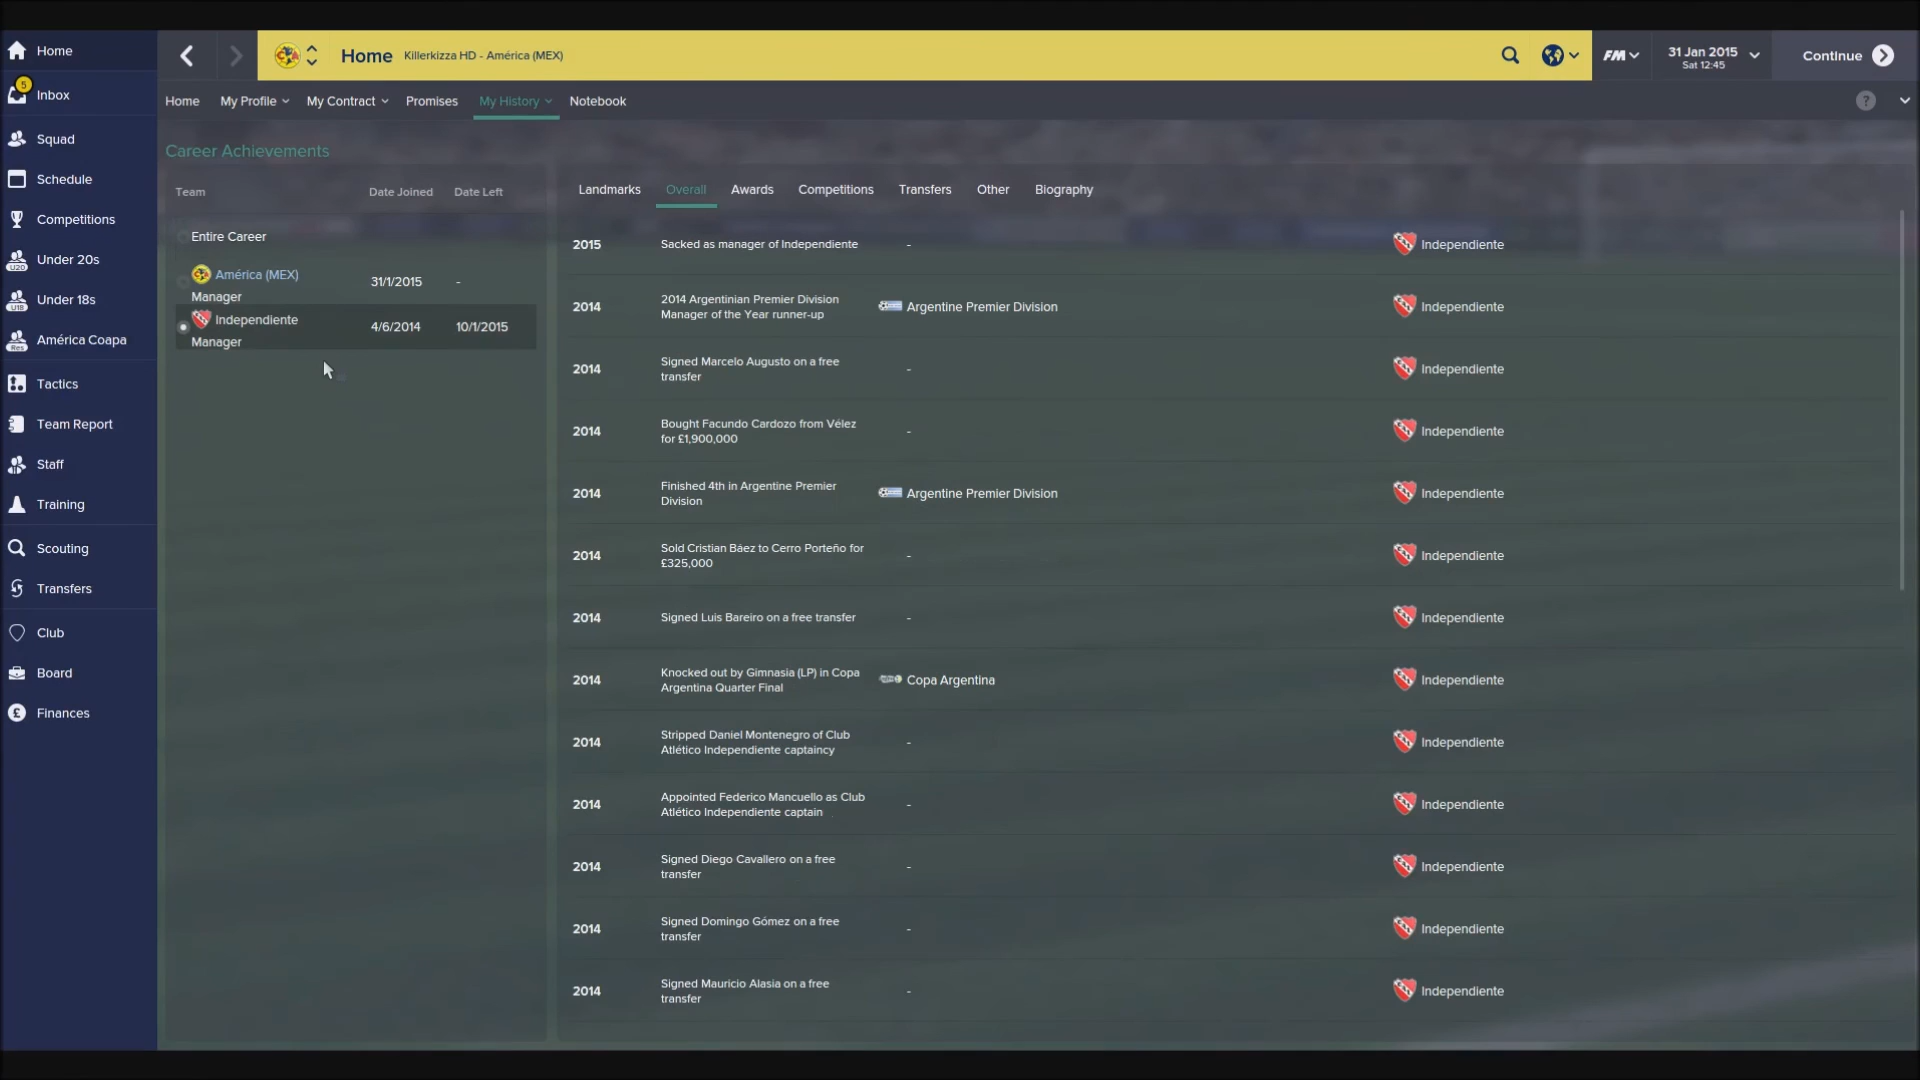 Home
Home
Killerkizza HD - América (MEX)
FM
31 Jan 2015
Sat 12:45
Continue
5
Inbox
Squad
Schedule
Competitions
U20
Under 20s
U18
Under 18s
Res
América Coapa
Tactics
Team Report
Staff
Training
Scouting
Transfers
Club
Board
£
Finances
Home
My Profile
My Contract
Promises
My History
Notebook
?
Career Achievements
Team
Date Joined
Date Left
Entire Career
América (MEX)
Manager
31/1/2015
-
Independiente
Manager
4/6/2014
10/1/2015
Landmarks
Overall
Awards
Competitions
Transfers
Other
Biography
2015
Sacked as manager of Independiente
-
Independiente
2014
2014 Argentinian Premier Division
Manager of the Year runner-up
Argentine Premier Division
Independiente
2014
Signed Marcelo Augusto on a free
transfer
-
Independiente
2014
Bought Facundo Cardozo from Vélez
for £1,900,000
-
Independiente
2014
Finished 4th in Argentine Premier
Division
Argentine Premier Division
Independiente
2014
Sold Cristian Báez to Cerro Porteño for
£325,000
-
Independiente
2014
Signed Luis Bareiro on a free transfer
-
Independiente
2014
Knocked out by Gimnasia (LP) in Copa
Argentina Quarter Final
Copa Argentina
Independiente
2014
Stripped Daniel Montenegro of Club
Atlético Independiente captaincy
-
Independiente
2014
Appointed Federico Mancuello as Club
Atlético Independiente captain
-
Independiente
2014
Signed Diego Cavallero on a free
transfer
-
Independiente
2014
Signed Domingo Gómez on a free
transfer
-
Independiente
2014
Signed Mauricio Alasia on a free
transfer
-
Independiente